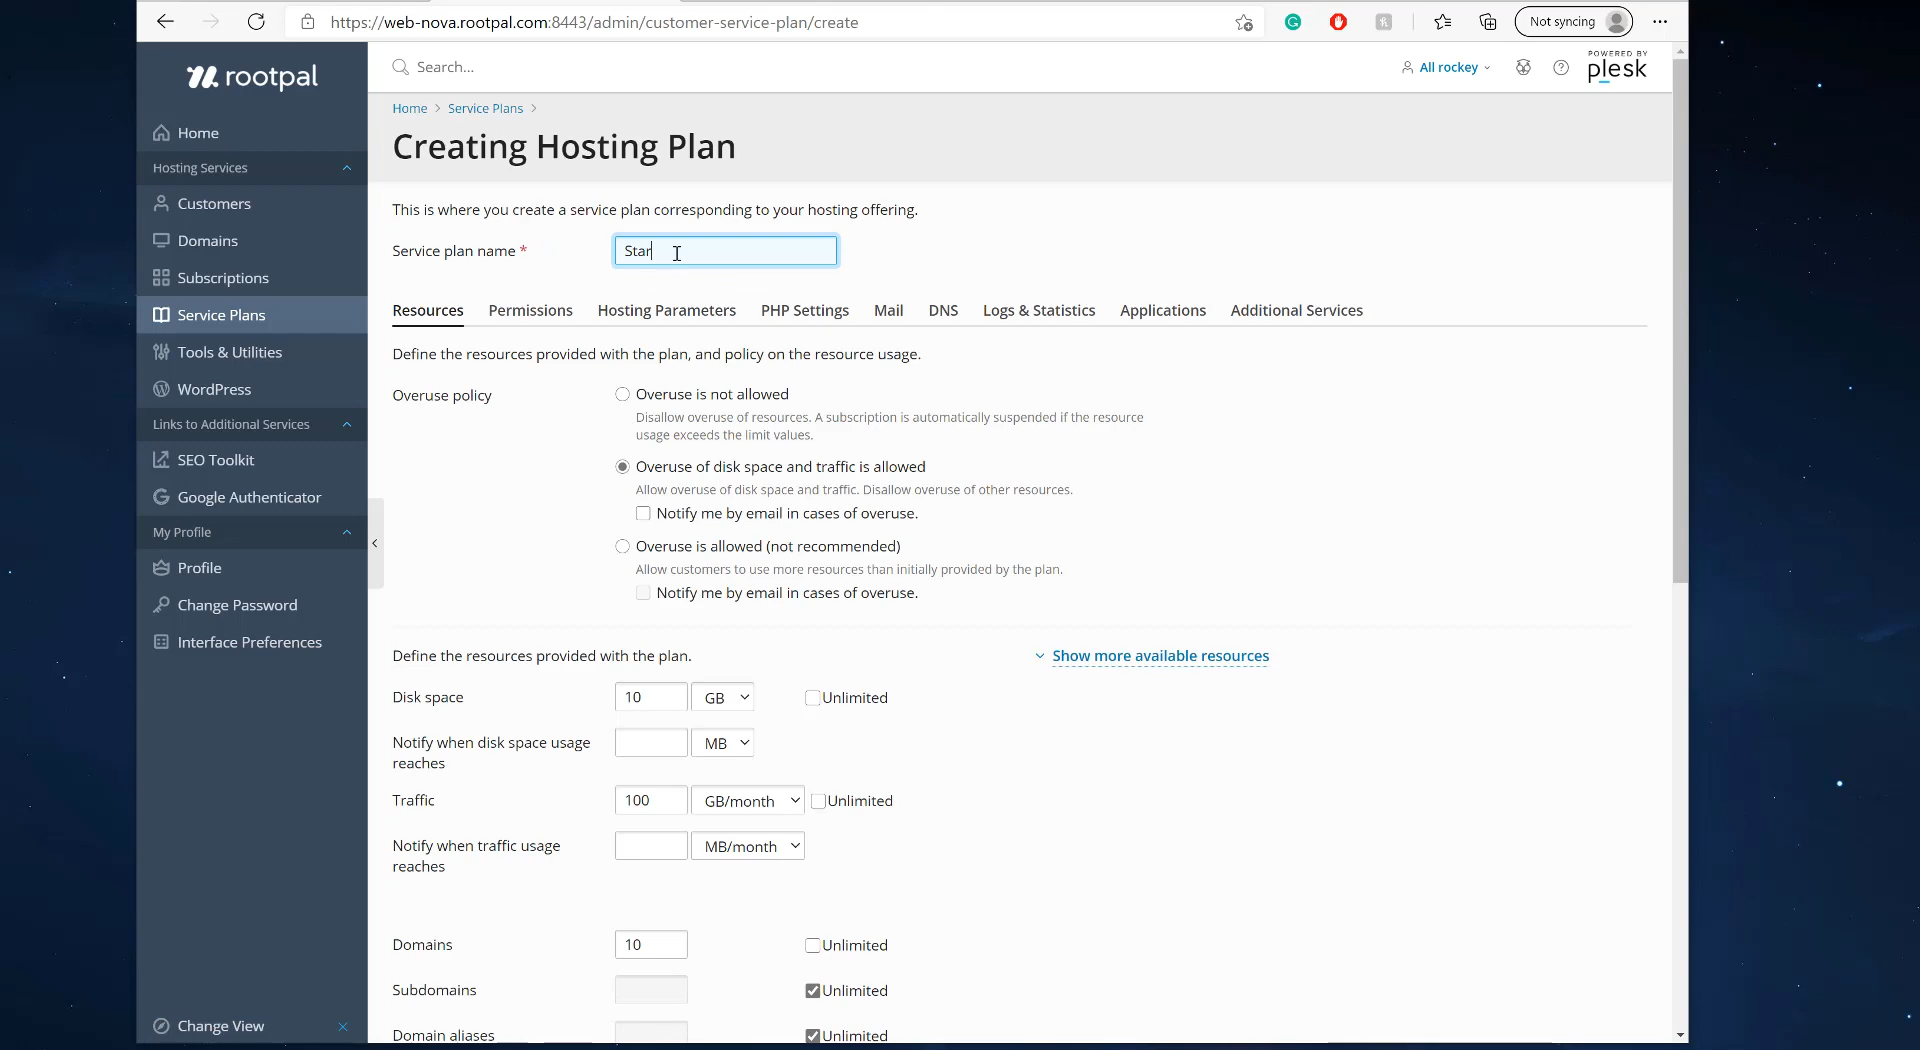 https://web-nova.rootpal.com:8443/admin/customer-service-plan/create
Not syncing
rootpal
Search...
All rockey
POWERED BY
plesk
Home
Hosting Services
Customers
Domains
Subscriptions
Service Plans
Tools & Utilities
WordPress
Links to Additional Services
SEO Toolkit
Google Authenticator
My Profile
Profile
Change Password
Interface Preferences
Change View
Home > Service Plans >
Creating Hosting Plan
This is where you create a service plan corresponding to your hosting offering.
Service plan name * Star
Resources Permissions Hosting Parameters PHP Settings Mail DNS Logs & Statistics Applications Additional Services
Define the resources provided with the plan, and policy on the resource usage.
Overuse policy
Overuse is not allowed
Disallow overuse of resources. A subscription is automatically suspended if the resource
usage exceeds the limit values.
Overuse of disk space and traffic is allowed
Allow overuse of disk space and traffic. Disallow overuse of other resources.
Notify me by email in cases of overuse.
Overuse is allowed (not recommended)
Allow customers to use more resources than initially provided by the plan.
Notify me by email in cases of overuse.
Define the resources provided with the plan. Show more available resources
Disk space 10 GB Unlimited
Notify when disk space usage
reaches MB
Traffic 100 GB/month Unlimited
Notify when traffic usage
reaches MB/month
Domains 10 Unlimited
Subdomains Unlimited
Domain aliases Unlimited